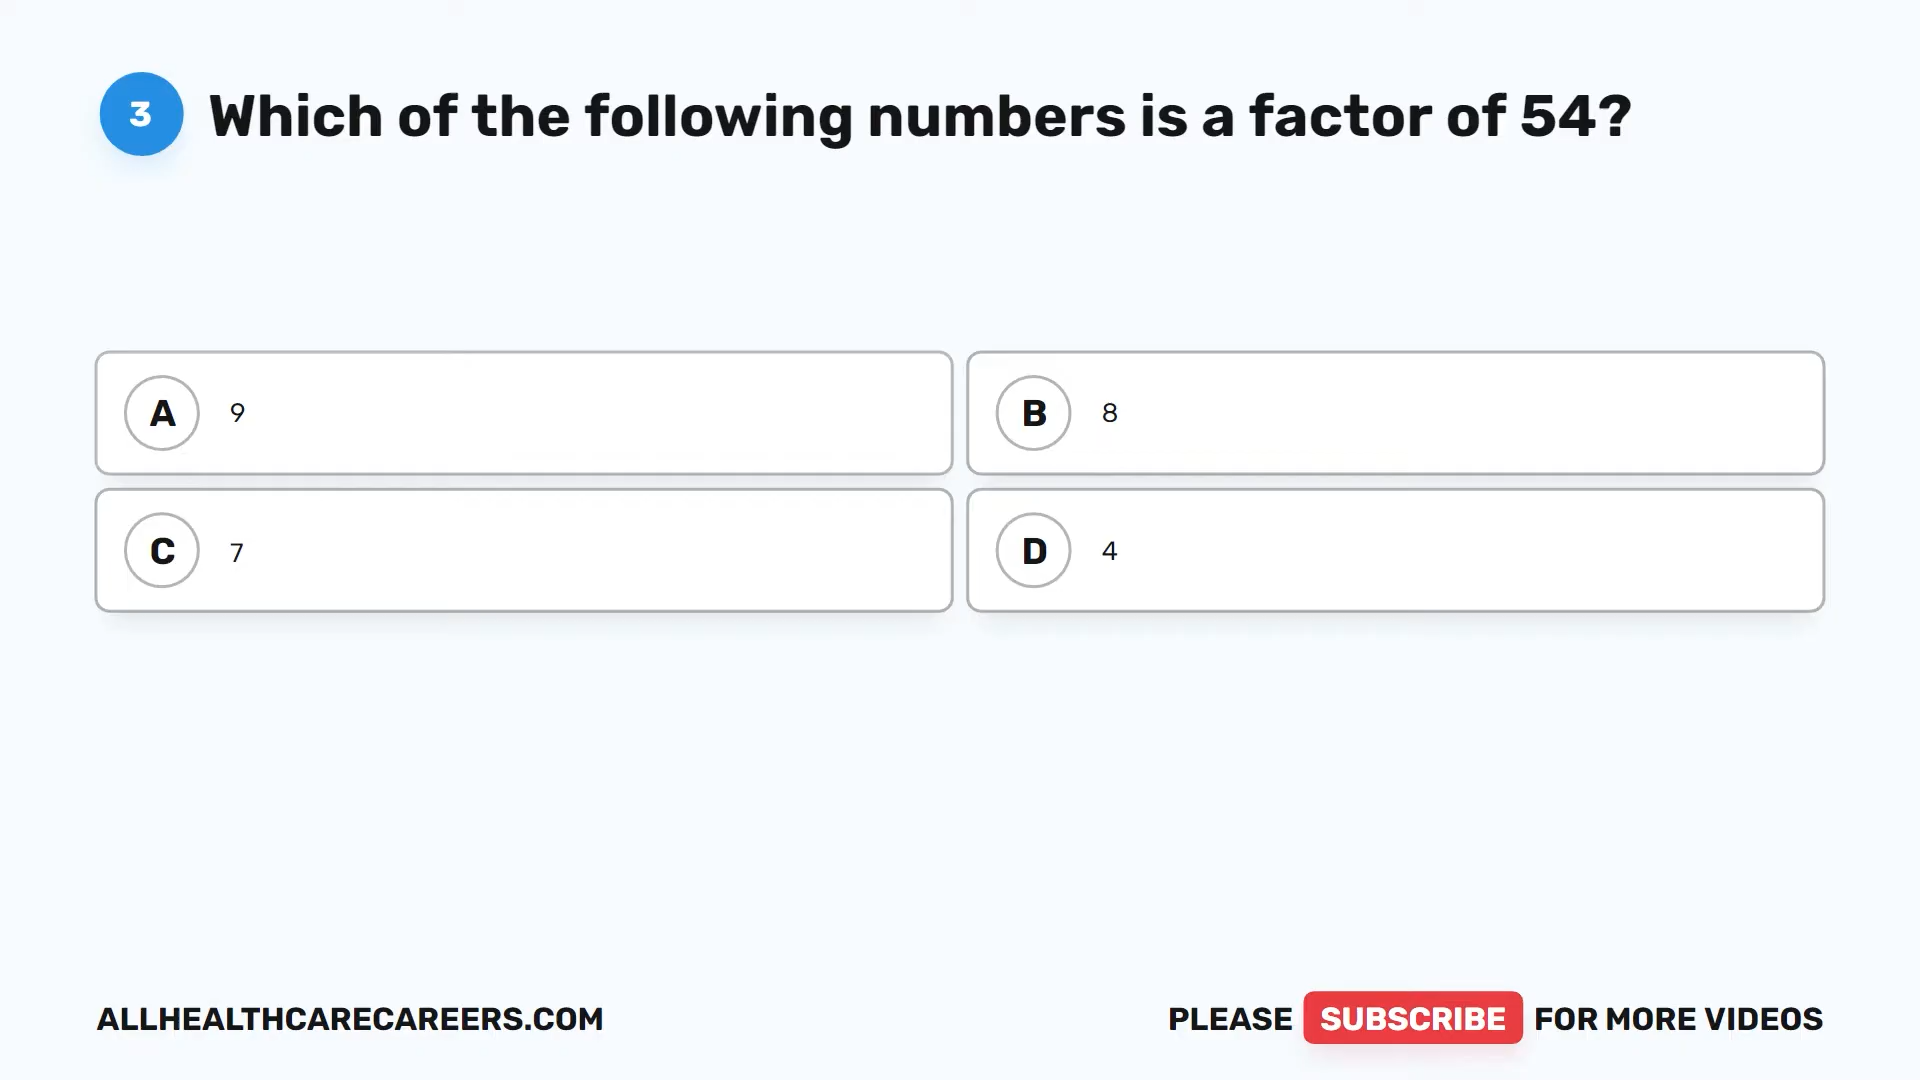 3 Which of the following numbers is a factor of 54?
A 9
B 8
C 7
D 4
ALLHEALTHCARECAREERS.COM
PLEASE SUBSCRIBE FOR MORE VIDEOS